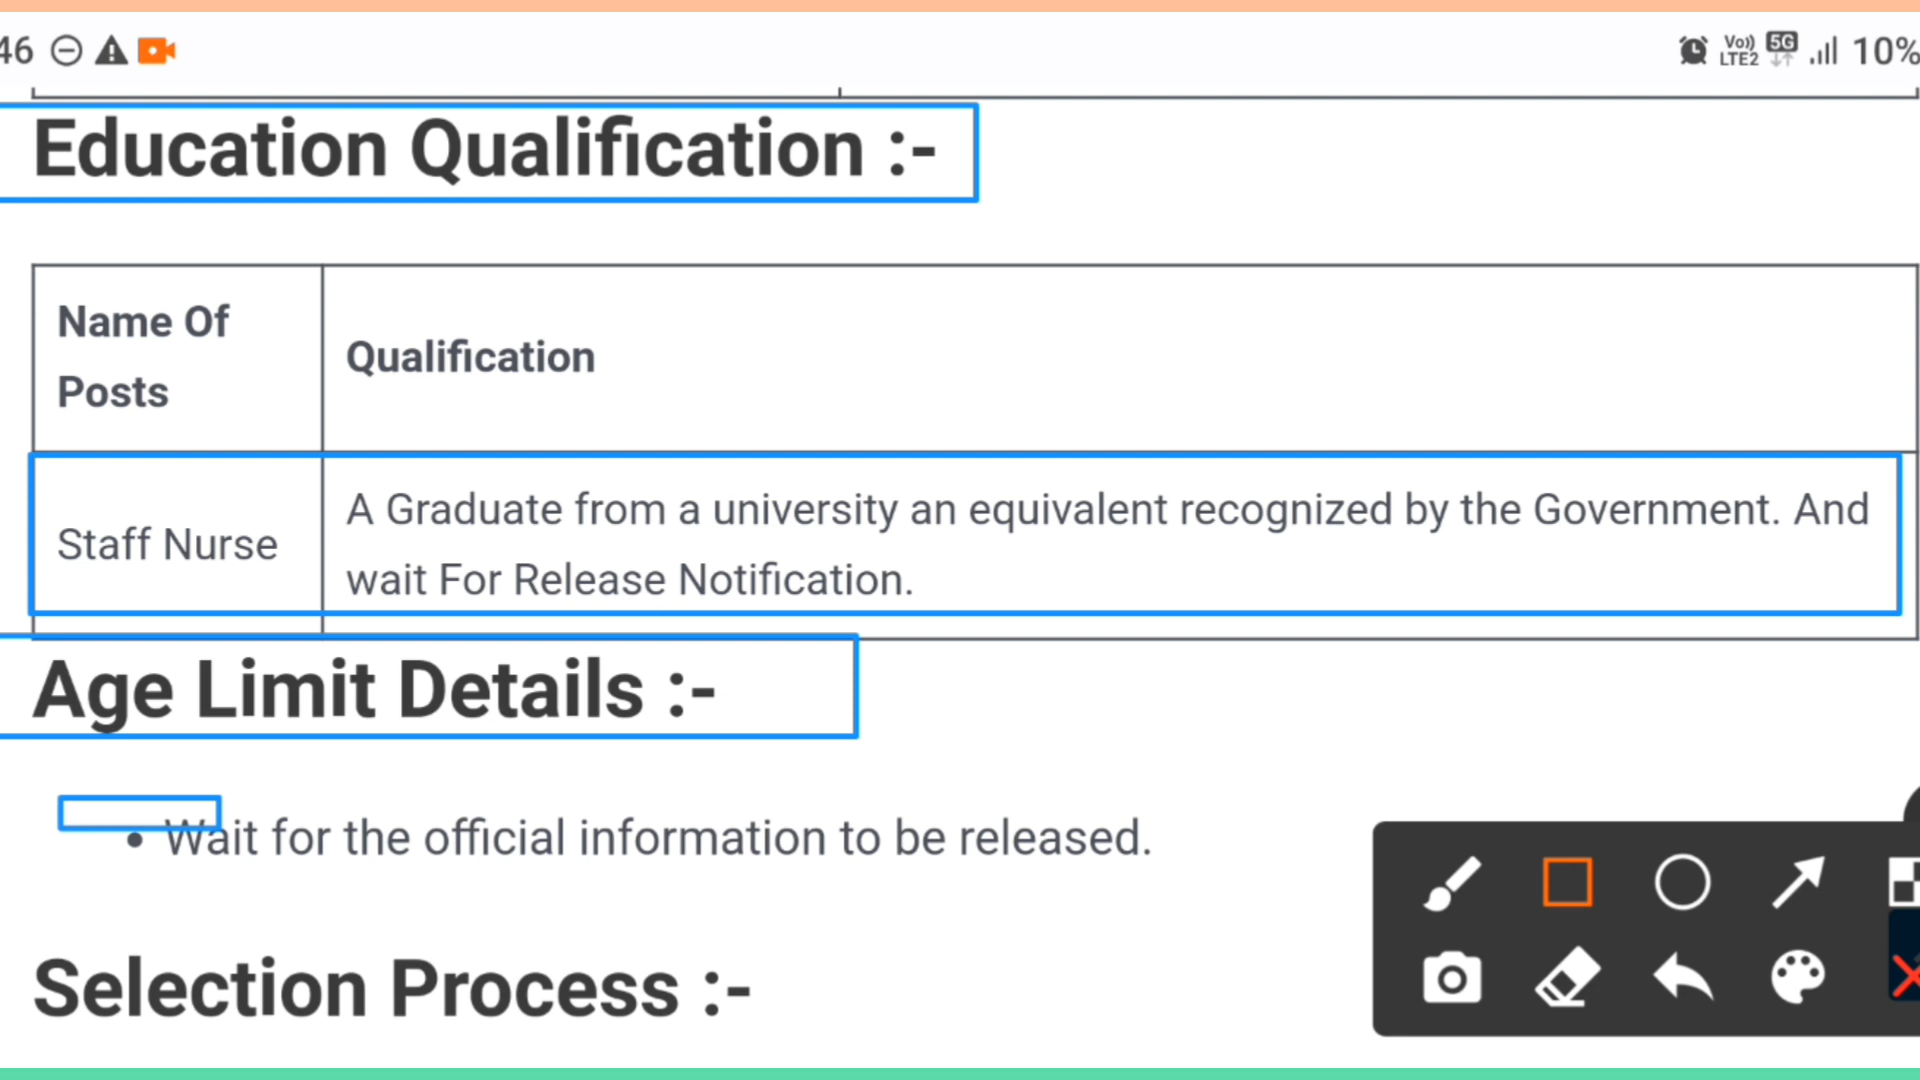 46
Vo)) LTE2 5G 10%
Education Qualification :-
Name Of
Posts
Qualification
Staff Nurse
A Graduate from a university an equivalent recognized by the Government. And
wait For Release Notification.
Age Limit Details :-
• Wait for the official information to be released.
Selection Process :-